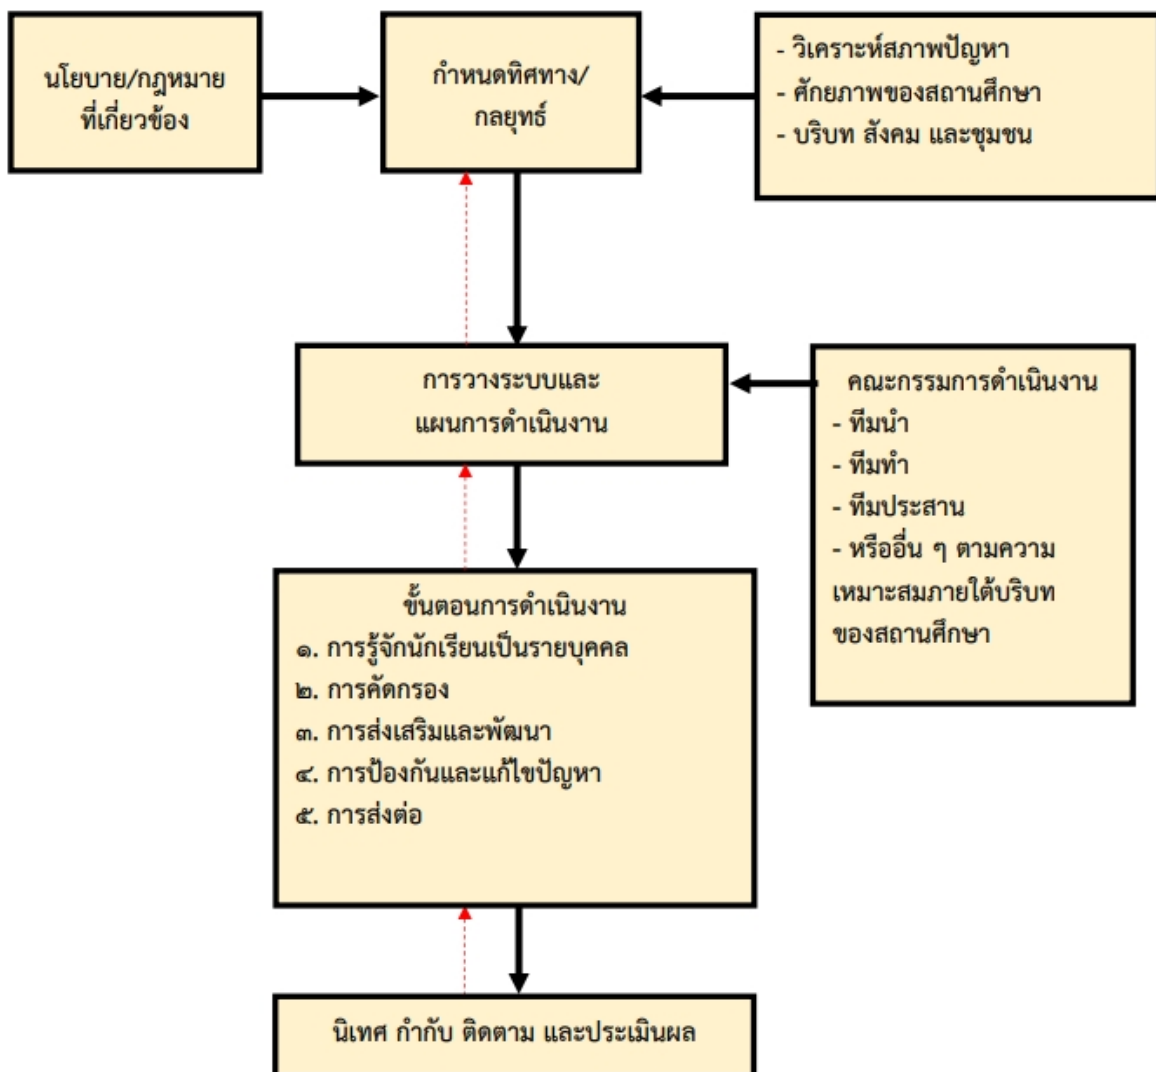 นโยบาย/กฎหมาย
ที่เกี่ยวข้อง
กำหนดทิศทาง/
กลยุทธ์
- วิเคราะห์สภาพปัญหา
- ศักยภาพของสถานศึกษา
- บริบท สังคม และชุมชน
การวางระบบและ
แผนการดำเนินงาน
คณะกรรมการดำเนินงาน
- ทีมนำ
- ทีมทำ
- ทีมประสาน
- หรืออื่น ๆ ตามความ
เหมาะสมภายใต้บริบท
ของสถานศึกษา
ขั้นตอนการดำเนินงาน
๑. การรู้จักนักเรียนเป็นรายบุคคล
๒. การคัดกรอง
๓. การส่งเสริมและพัฒนา
๔. การป้องกันและแก้ไขปัญหา
๕. การส่งต่อ
นิเทศ กำกับ ติดตาม และประเมินผล